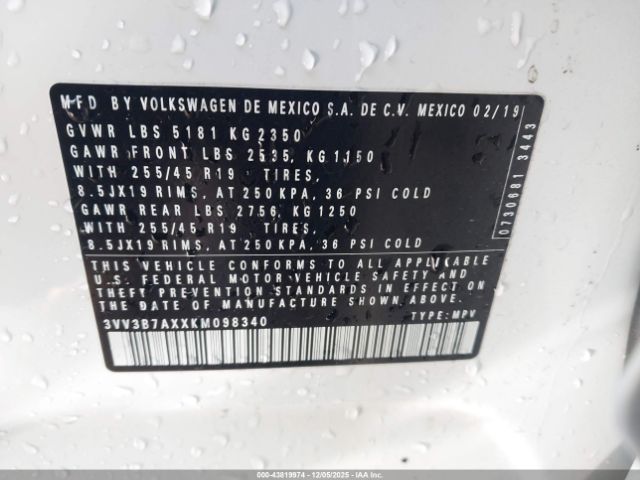 MFD BY VOLKSWAGEN DE MEXICO S.A. DE C.V. MEXICO 02/19
GVWR LBS 5181 KG 2350
GAWR FRONT LBS 2535, KG 1150
WITH 255/45 R19 TIRES,
8.5JX19 RIMS, AT 250 KPA, 36 PSI COLD
GAWR REAR LBS 2756, KG 1250
WITH 255/45 R19 TIRES,
8.5JX19 RIMS, AT 250 KPA, 36 PSI COLD
THIS VEHICLE CONFORMS TO ALL APPLICABLE
U.S. FEDERAL MOTOR VEHICLE SAFETY AND
THEFT PREVENTION STANDARDS IN EFFECT ON
THE DATE OF MANUFACTURE SHOWN ABOVE.
3VV3B7AXXKM098340 TYPE: MPV
0730681 3443
000-43819974 | 12/05/2025 - IAA Inc.